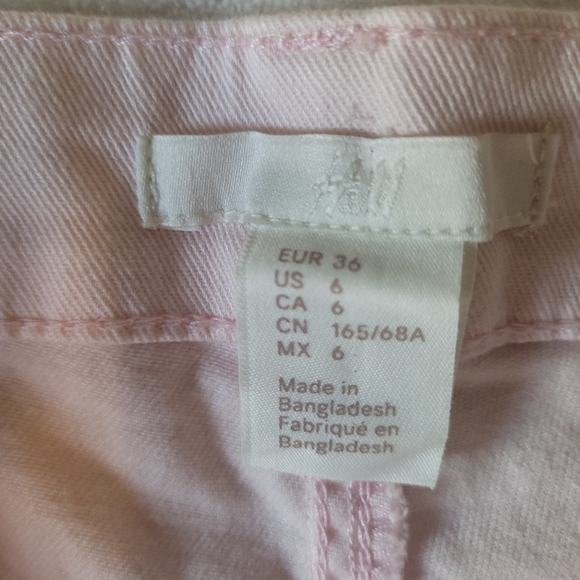 H&M
EUR 36
US 6
CA 6
CN 165/68A
MX 6
Made in
Bangladesh
Fabriqué en
Bangladesh